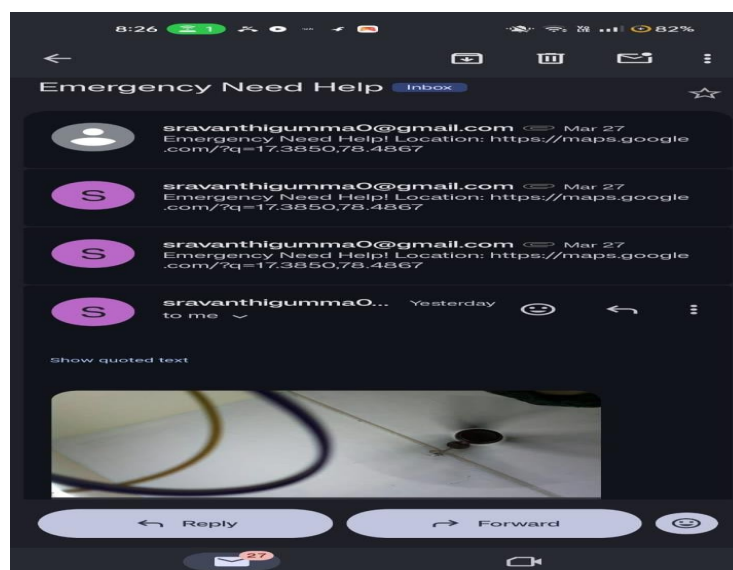 8:26 1 82%
Emergency Need Help Inbox
sravanthigumma0@gmail.com Mar 27
Emergency Need Help! Location: https://maps.google
.com/?q=17.3850,78.4867
S
sravanthigumma0@gmail.com Mar 27
Emergency Need Help! Location: https://maps.google
.com/?q=17.3850,78.4867
S
sravanthigumma0@gmail.com Mar 27
Emergency Need Help! Location: https://maps.google
.com/?q=17.3850,78.4867
S
sravanthigumma0... Yesterday
to me
Show quoted text
Reply Forward
27